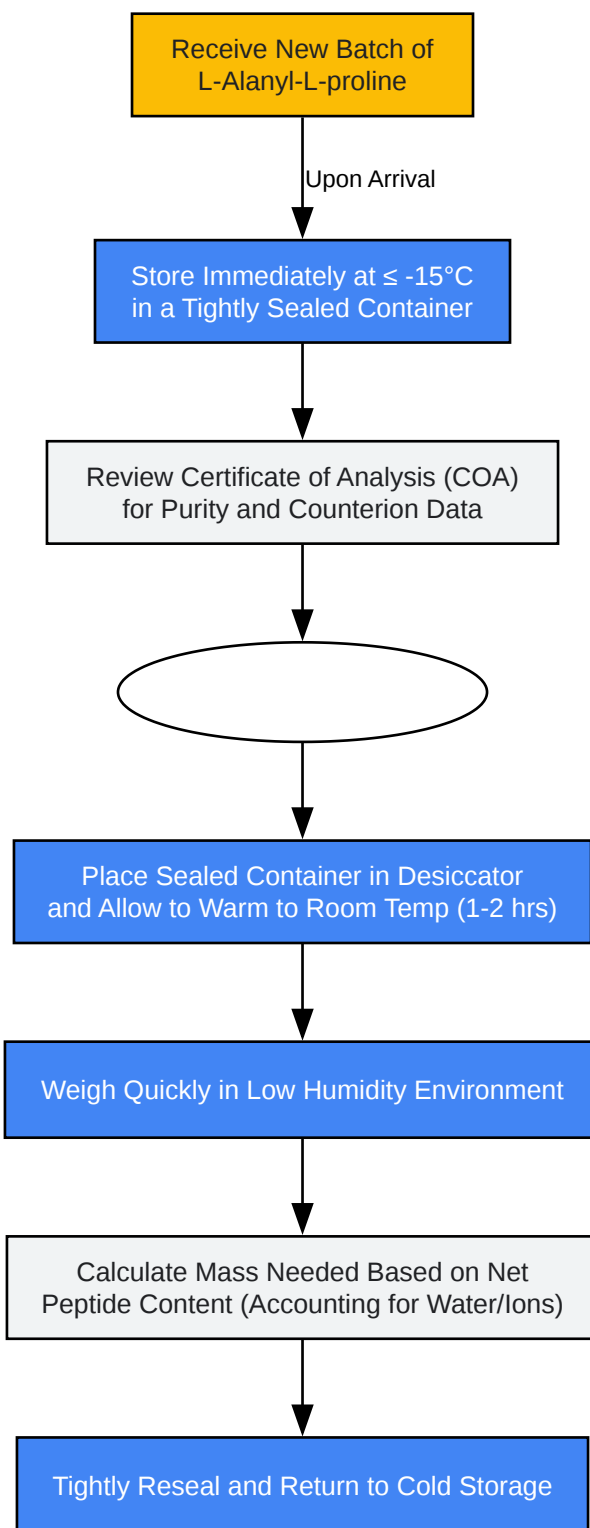 Receive New Batch of
L-Alanyl-L-proline
Upon Arrival
Store Immediately at ≤ -15°C
in a Tightly Sealed Container
Review Certificate of Analysis (COA)
for Purity and Counterion Data
Place Sealed Container in Desiccator
and Allow to Warm to Room Temp (1-2 hrs)
Weigh Quickly in Low Humidity Environment
Calculate Mass Needed Based on Net
Peptide Content (Accounting for Water/Ions)
Tightly Reseal and Return to Cold Storage